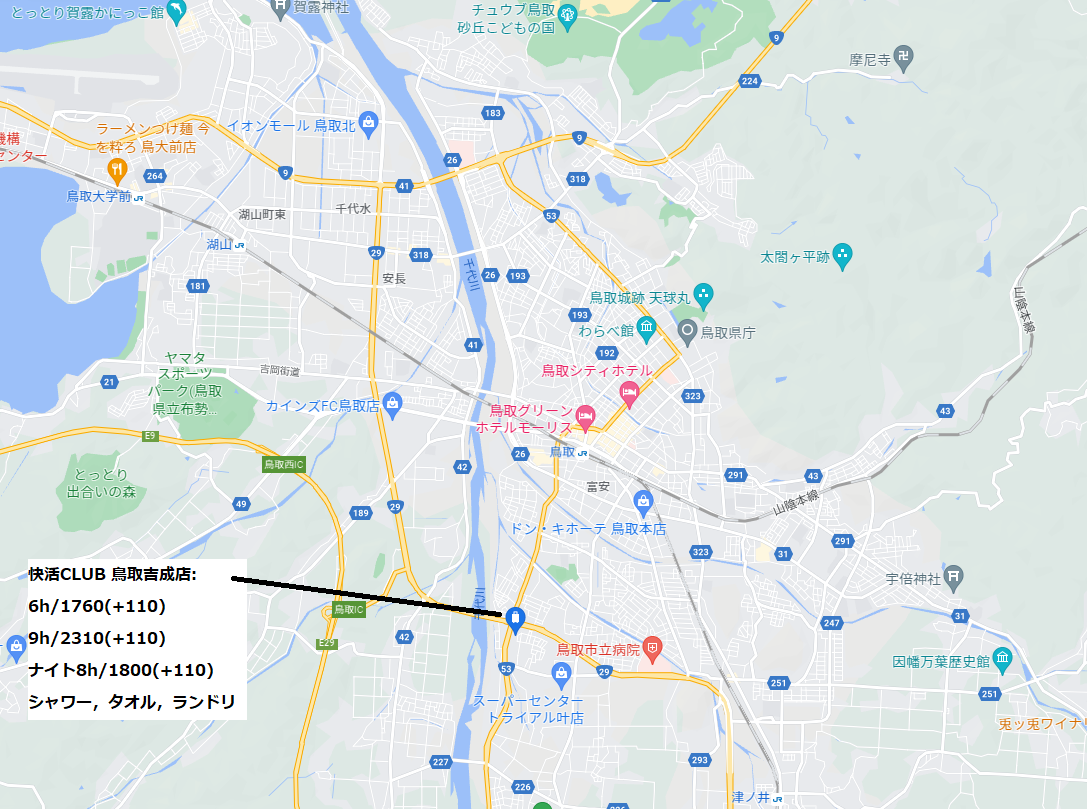 とっとり賀露かにっこ館
賀露神社
チュウブ鳥取
砂丘こどもの国
9
摩尼寺
224
183
ラーメンつけ麺 今
を粋ろ 鳥大前店
イオンモール 鳥取北
機構
センター
9
26
264
9
41
318
鳥取大学前 JR
湖山町東
千代水
53
湖山 JR
29
318
太閤ヶ平跡
千代川
26
193
安長
181
山陰本線
鳥取城跡 天球丸
193
わらべ館
鳥取県庁
41
192
ヤマタ
スポーツ
パーク(鳥取
県立布勢...
吉岡街道
鳥取シティホテル
21
323
カインズFC鳥取店
鳥取グリーン
ホテルモーリス
43
E9
鳥取 JR
26
鳥取西IC
42
とっとり
出合いの森
291
43
富安
49
29
189
山陰本線
ドン・キホーテ 鳥取本店
291
323
31
快活CLUB 鳥取吉成店:
6h/1760(+110)
9h/2310(+110)
ナイト8h/1800(+110)
シャワー，タオル，ランドリ
宇倍神社
鳥取IC
31
247
42
E29
鳥取市立病院
53
29
因幡万葉歴史館
251
251
スーパーセンター
トライアル叶店
兎ッ兎ワイナリ
227
293
226
津ノ井 JR